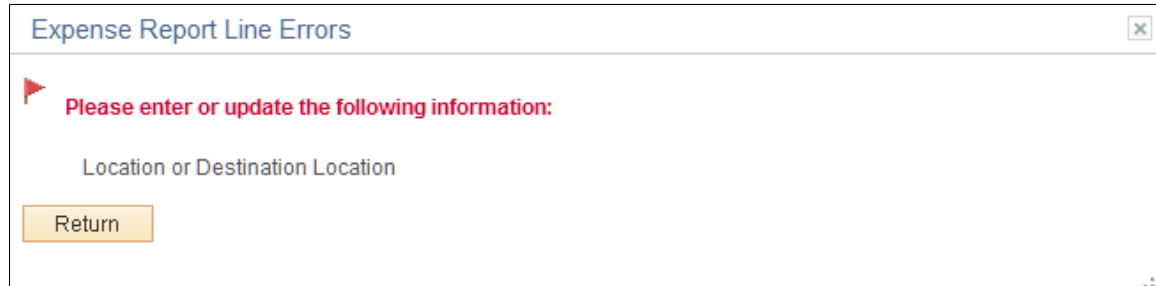 Expense Report Line Errors
Please enter or update the following information:
Location or Destination Location
Return